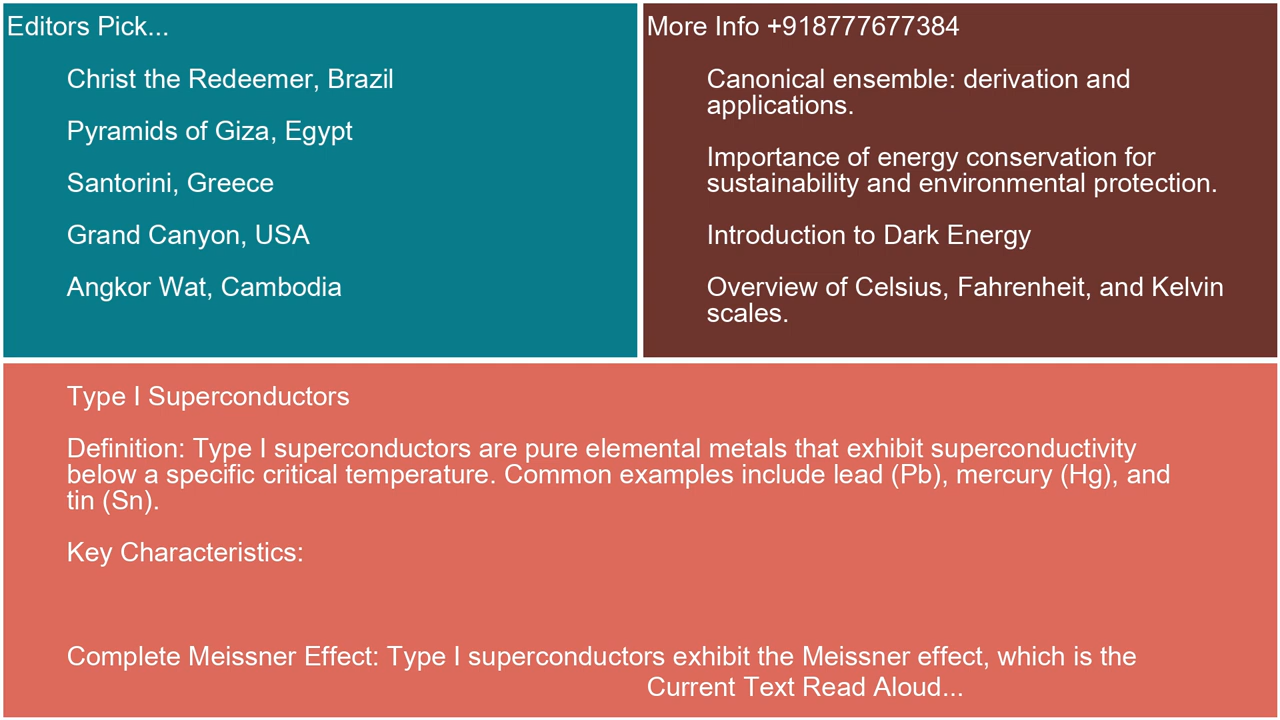 Editors Pick...
Christ the Redeemer, Brazil
Pyramids of Giza, Egypt
Santorini, Greece
Grand Canyon, USA
Angkor Wat, Cambodia
More Info +918777677384
Canonical ensemble: derivation and
applications.
Importance of energy conservation for
sustainability and environmental protection.
Introduction to Dark Energy
Overview of Celsius, Fahrenheit, and Kelvin
scales.
Type I Superconductors
Definition: Type I superconductors are pure elemental metals that exhibit superconductivity
below a specific critical temperature. Common examples include lead (Pb), mercury (Hg), and
tin (Sn).
Key Characteristics:
Complete Meissner Effect: Type I superconductors exhibit the Meissner effect, which is the
Current Text Read Aloud...